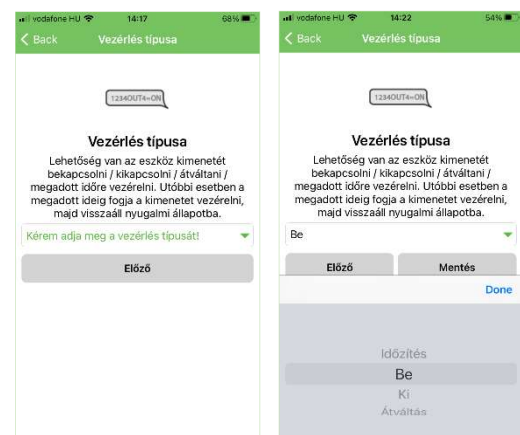 vodafone HU 14:17 68%
Back Vezérlés típusa
1234OUT4=ON
Vezérlés típusa
Lehetőség van az eszköz kimenetét
bekapcsolni / kikapcsolni / átváltani /
megadott időre vezérelni. Utóbbi esetben a
megadott ideig fogja a kimenetet vezérelni,
majd visszaáll nyugalmi állapotba.
Kérem adja meg a vezérlés típusát!
Előző
vodafone HU 14:22 54%
Back Vezérlés típusa
1234OUT4=ON
Vezérlés típusa
Lehetőség van az eszköz kimenetét
bekapcsolni / kikapcsolni / átváltani /
megadott időre vezérelni. Utóbbi esetben a
megadott ideig fogja a kimenetet vezérelni,
majd visszaáll nyugalmi állapotba.
Be
Előző Mentés
Done
Időzítés
Be
Ki
Átváltás